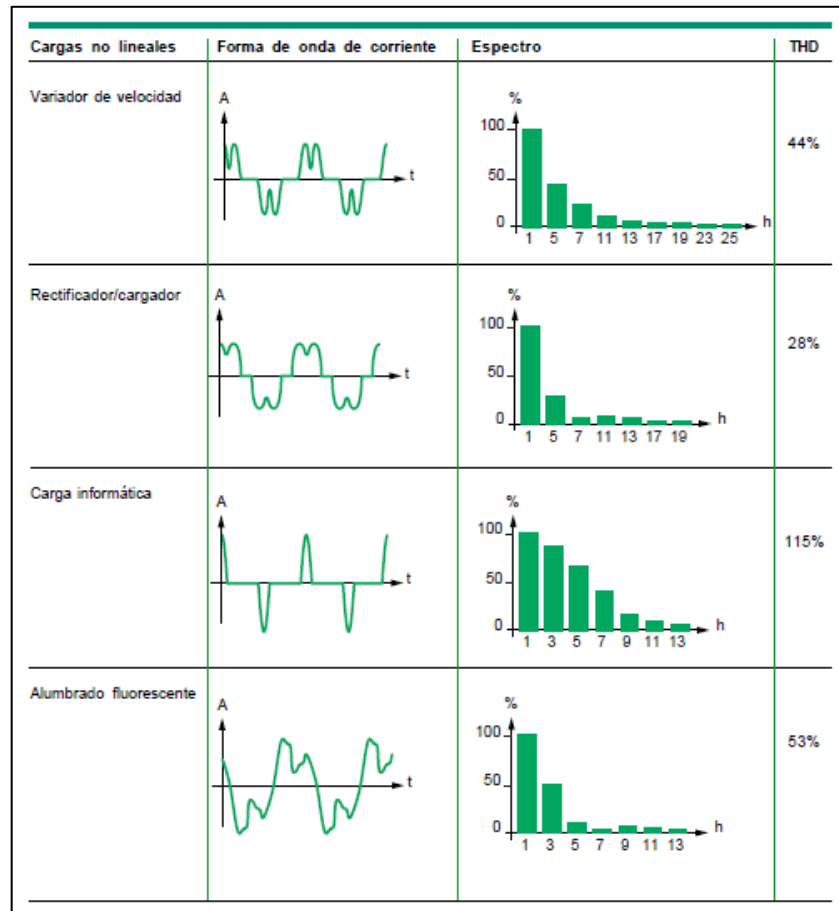 Cargas no lineales Forma de onda de corriente Espectro THD
Variador de velocidad
A
t
%
100
50
0
h
1 5 7 11 13 17 19 23 25
44%
Rectificador/cargador
A
t
%
100
50
0
h
1 5 7 11 13 17 19
28%
Carga informática
A
t
%
100
50
0
h
1 3 5 7 9 11 13
115%
Alumbrado fluorescente
A
t
%
100
50
0
h
1 3 5 7 9 11 13
53%